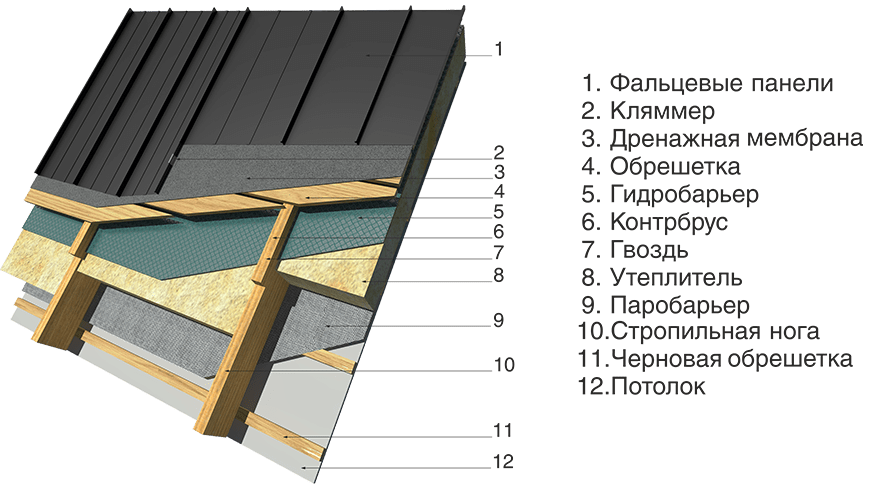 1
2
3
4
5
6
7
8
9
10
11
12
1. Фальцевые панели
2. Кляммер
3. Дренажная мембрана
4. Обрешетка
5. Гидробарьер
6. Контрбрус
7. Гвоздь
8. Утеплитель
9. Паробарьер
10.Стропильная нога
11.Черновая обрешетка
12.Потолок